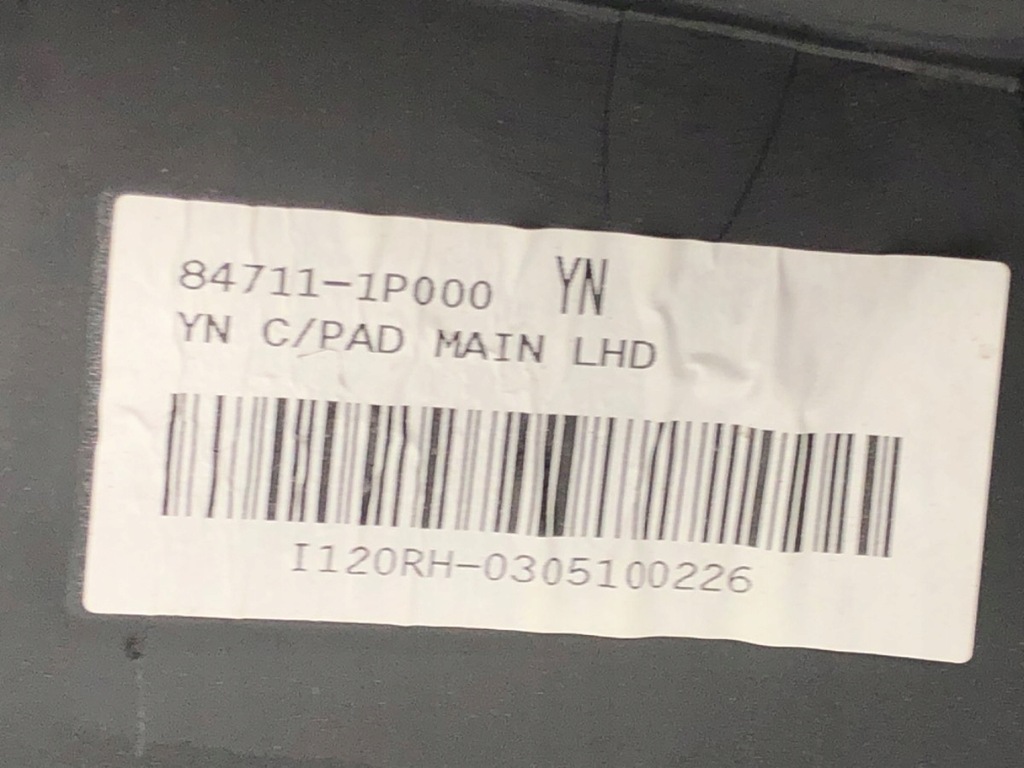 84711-1P000 YN
YN C/PAD MAIN LHD
I120RH-0305100226